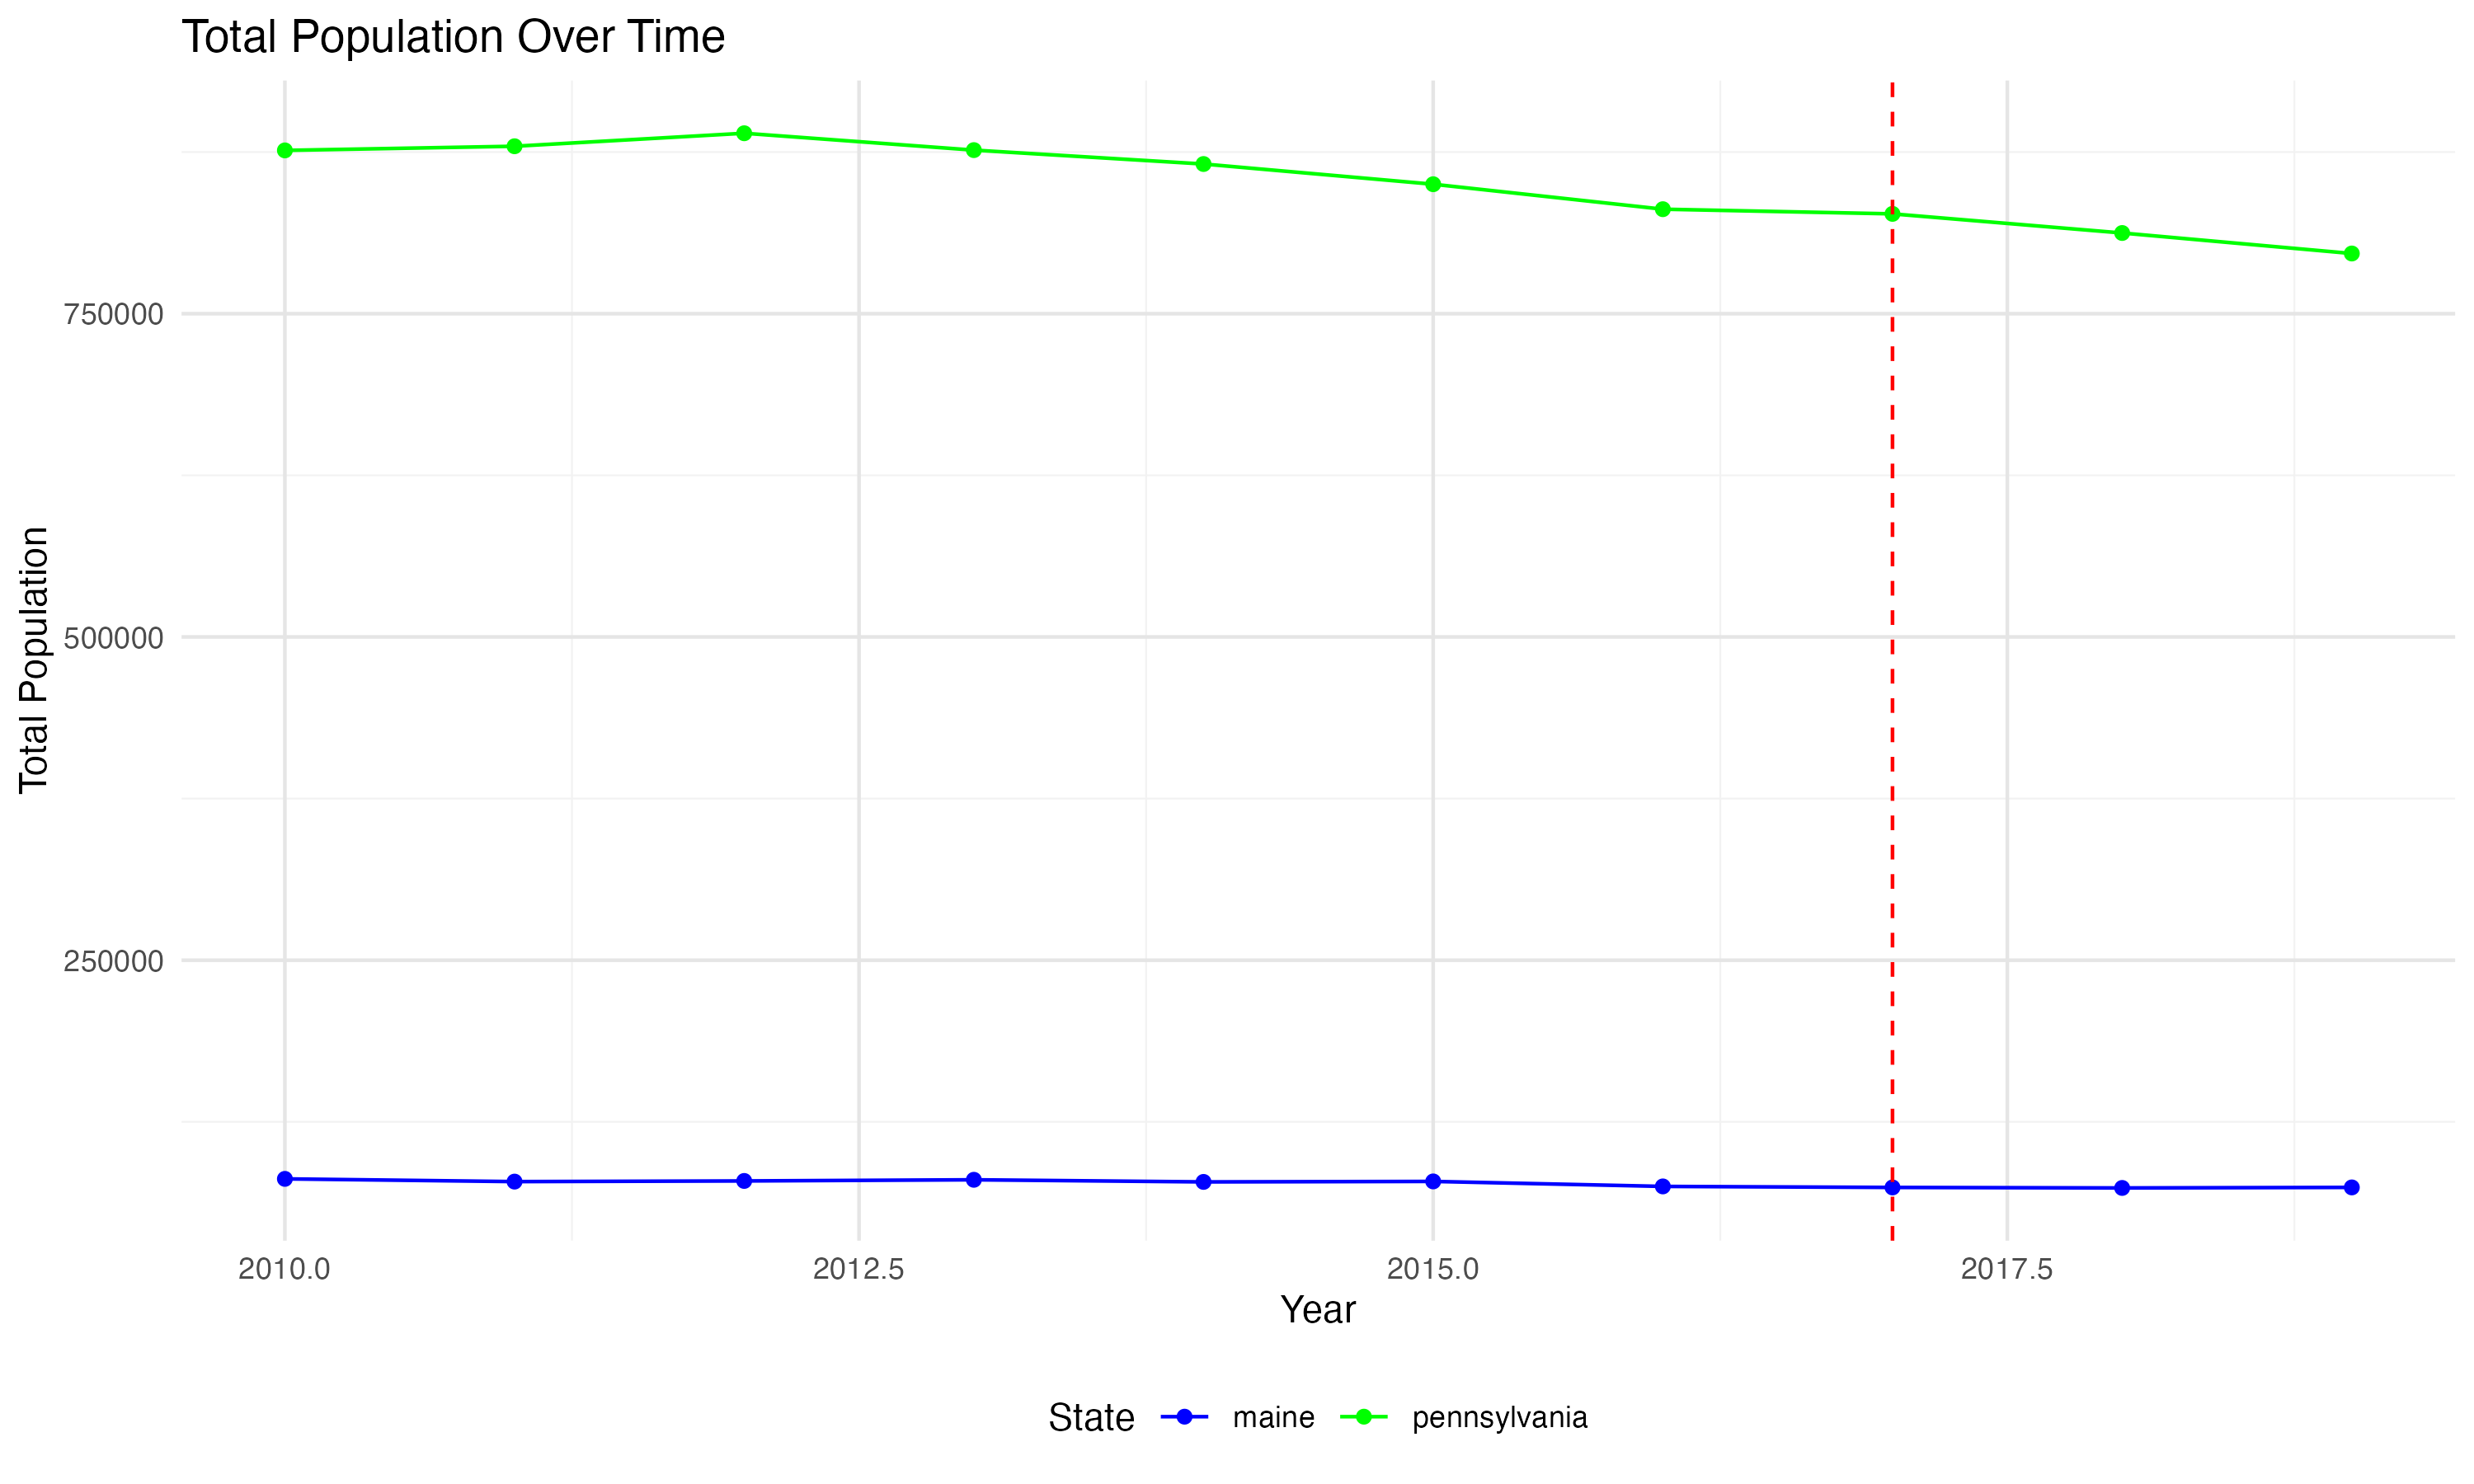 Total Population Over Time
Total Population
750000
500000
250000
2010.0 2012.5 2015.0 2017.5
Year
State maine pennsylvania